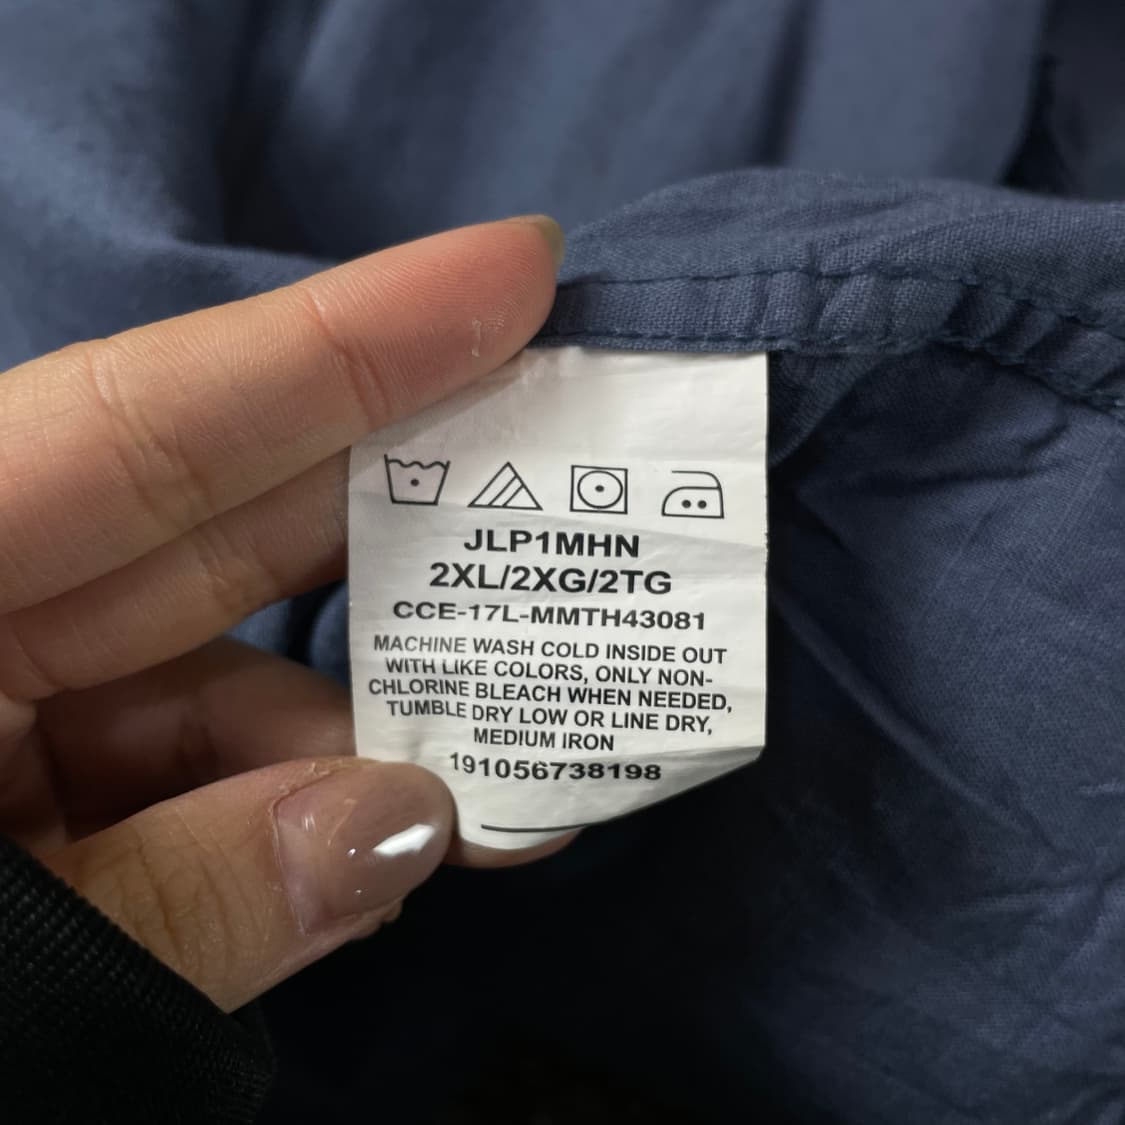 JLP1MHN
2XL/2XG/2TG
CCE-17L-MMTH43081
MACHINE WASH COLD INSIDE OUT
WITH LIKE COLORS, ONLY NON-
CHLORINE BLEACH WHEN NEEDED,
TUMBLE DRY LOW OR LINE DRY,
MEDIUM IRON
191056738198